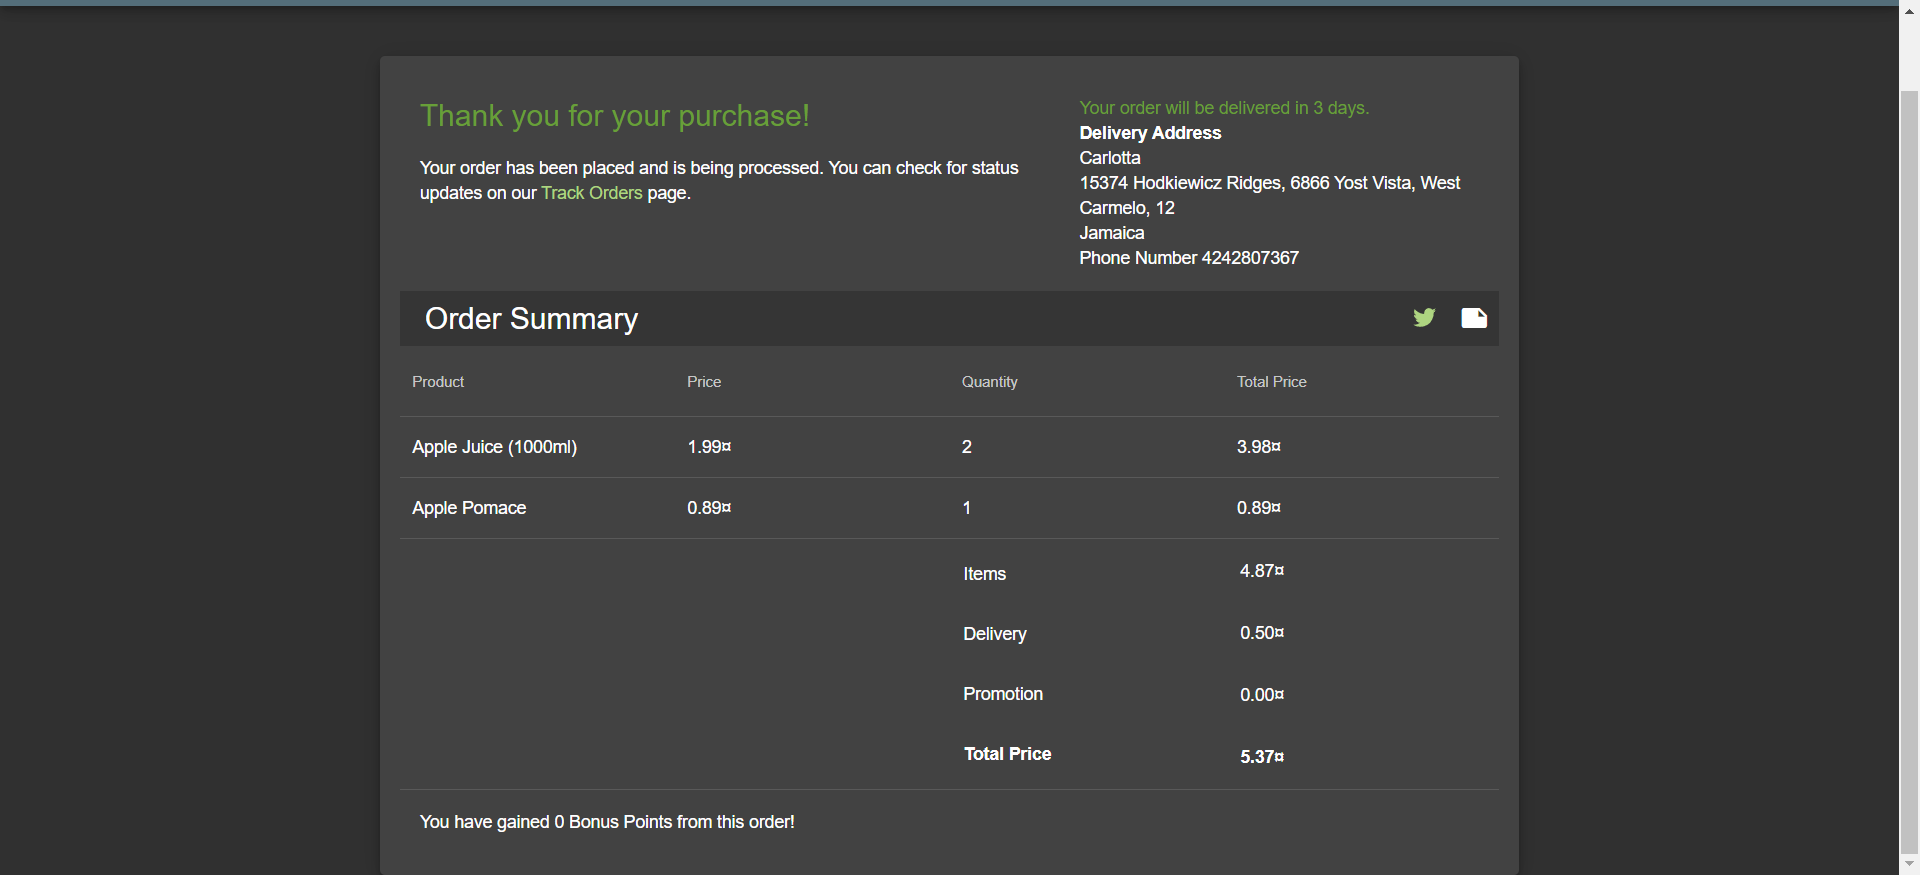 Thank you for your purchase!
Your order has been placed and is being processed. You can check for status
updates on our Track Orders page.
Your order will be delivered in 3 days.
Delivery Address
Carlotta
15374 Hodkiewicz Ridges, 6866 Yost Vista, West
Carmelo, 12
Jamaica
Phone Number 4242807367
Order Summary
Product Price Quantity Total Price
Apple Juice (1000ml) 1.99¤ 2 3.98¤
Apple Pomace 0.89¤ 1 0.89¤
Items 4.87¤
Delivery 0.50¤
Promotion 0.00¤
Total Price 5.37¤
You have gained 0 Bonus Points from this order!